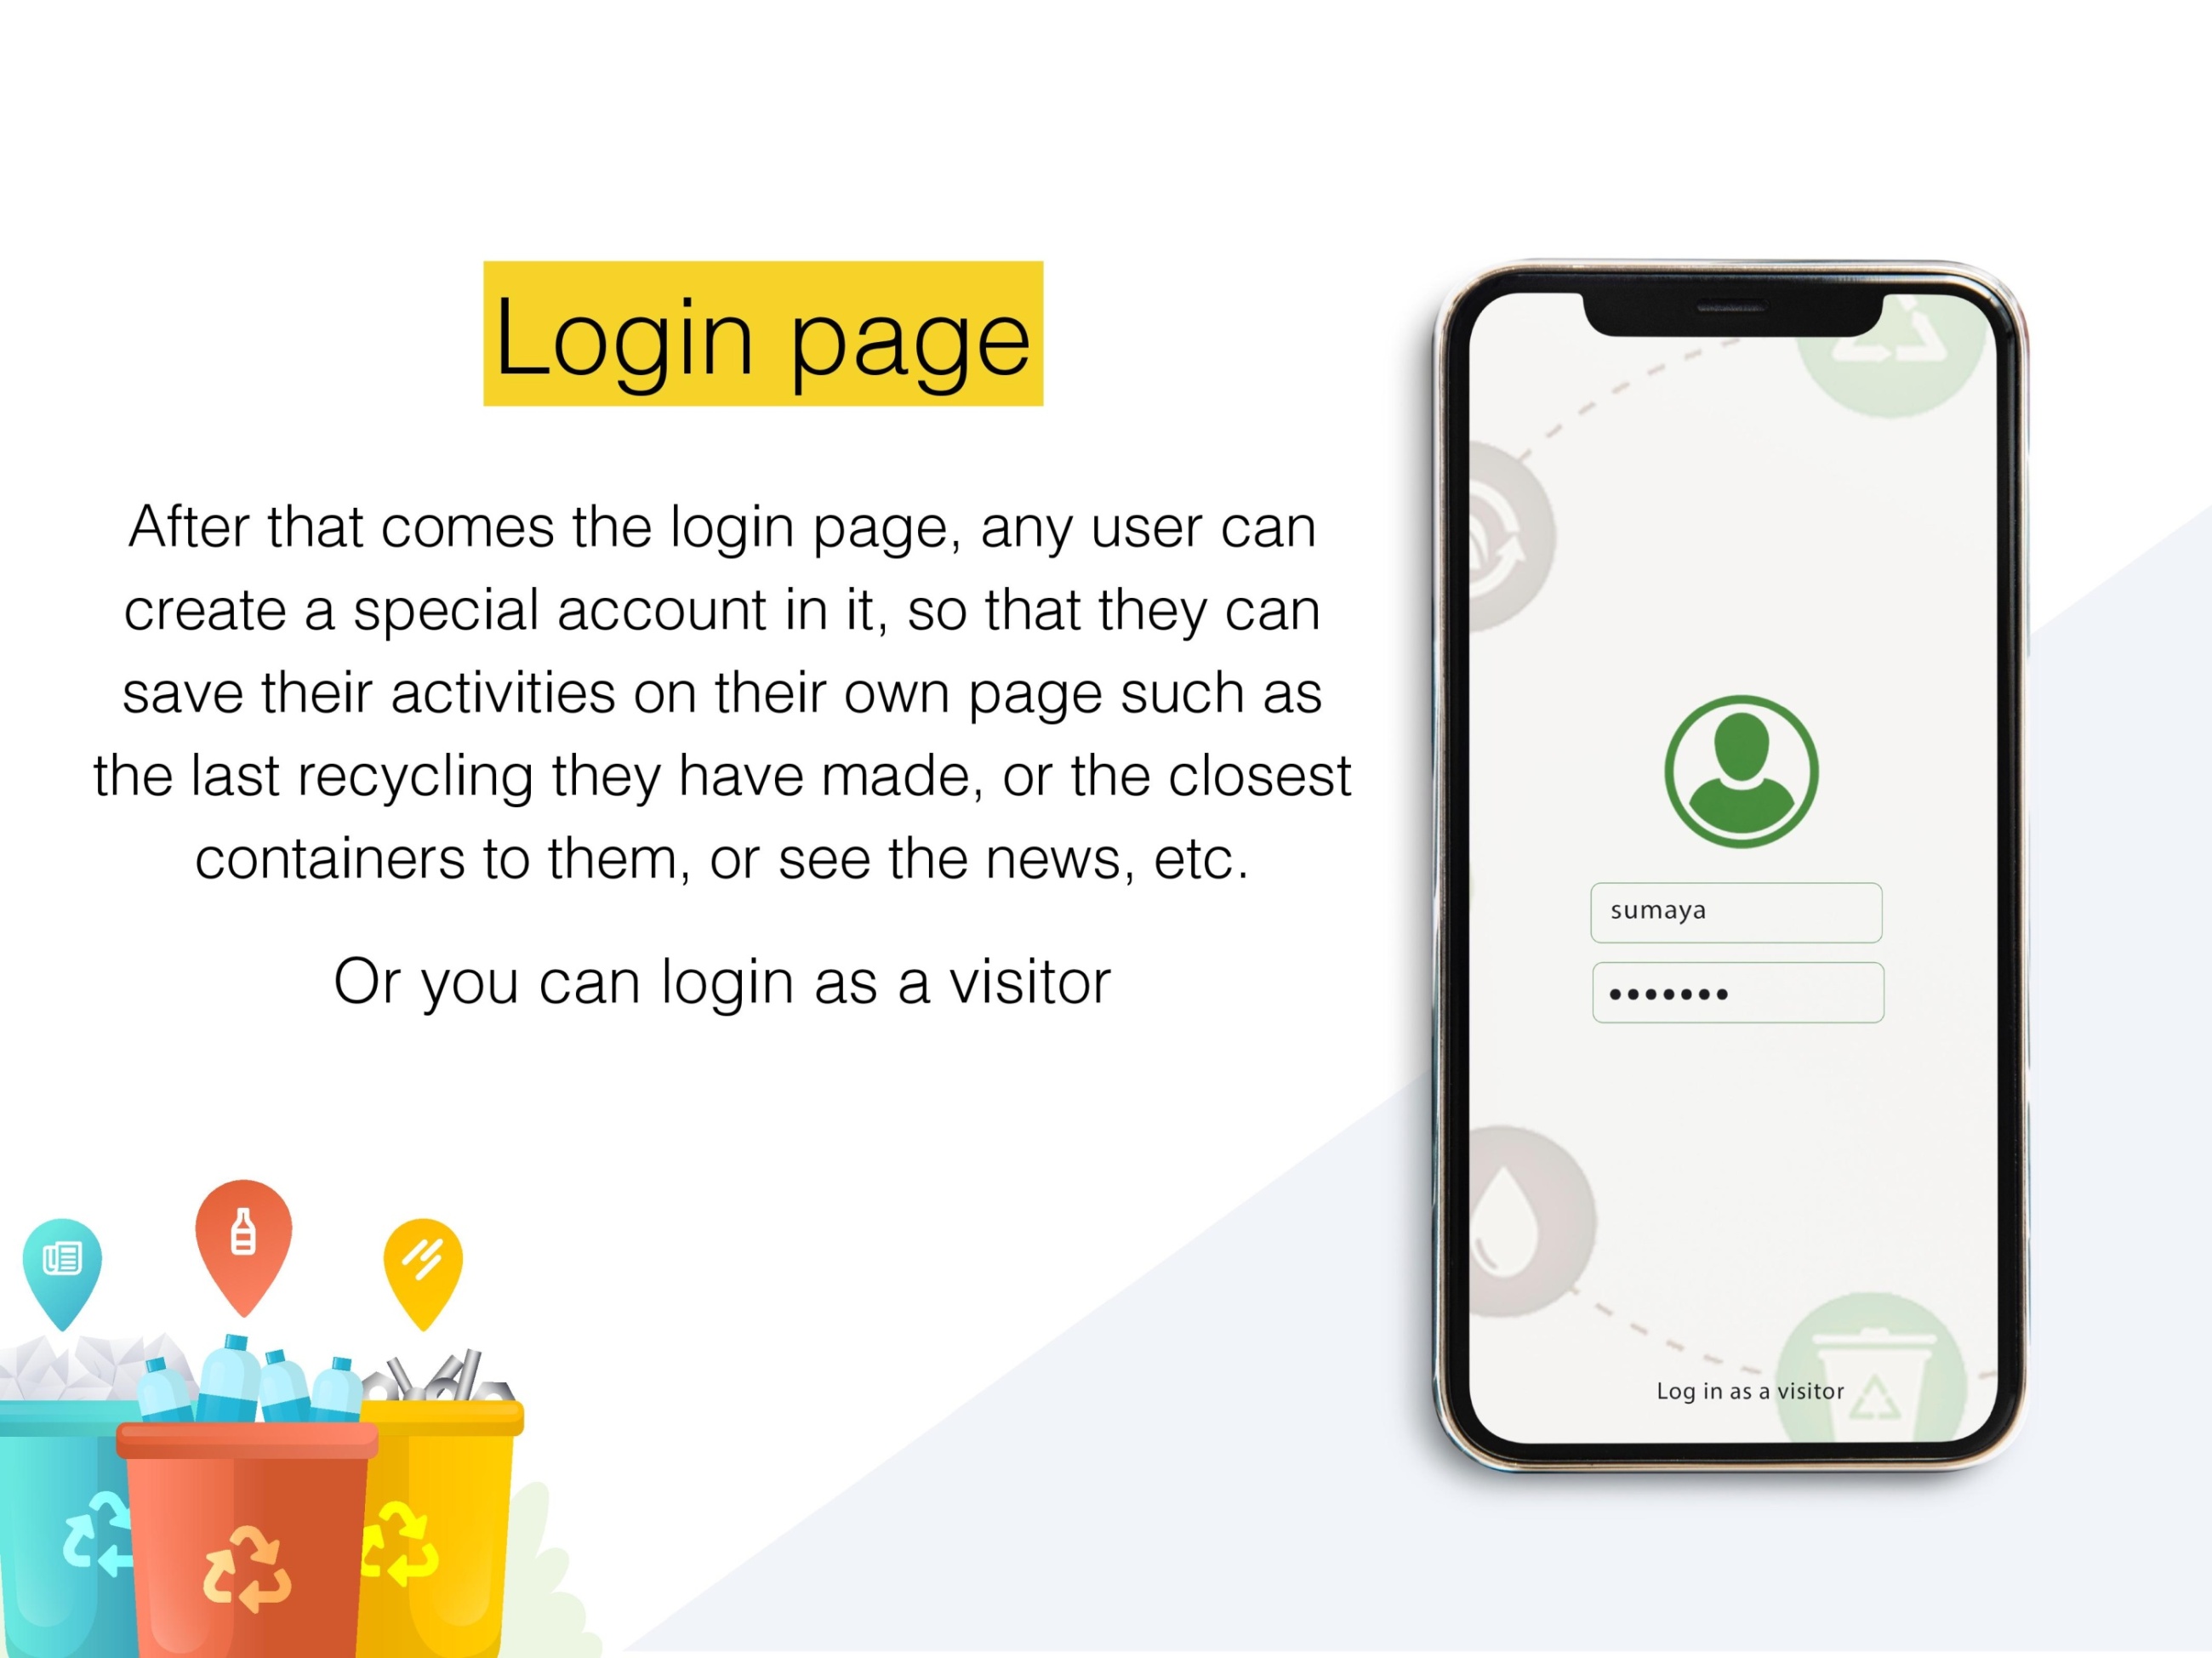 Login page
After that comes the login page, any user can
create a special account in it, so that they can
save their activities on their own page such as
the last recycling they have made, or the closest
containers to them, or see the news, etc.
Or you can login as a visitor
sumaya
•••••••
Log in as a visitor